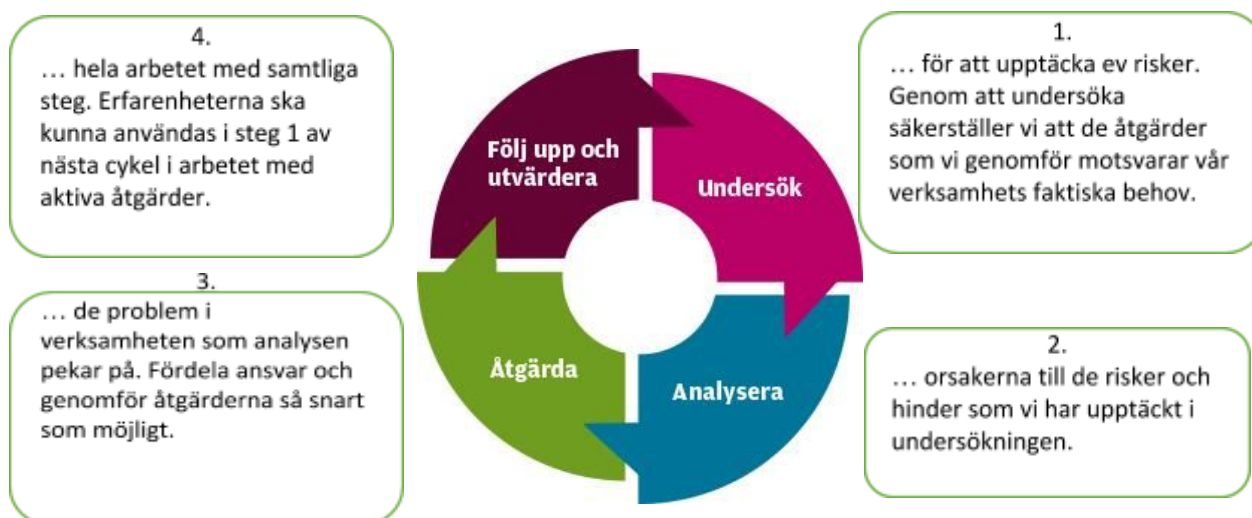 4.
... hela arbetet med samtliga
steg. Erfarenheterna ska
kunna användas i steg 1 av
nästa cykel i arbetet med
aktiva åtgärder.
3.
... de problem i
verksamheten som analysen
pekar på. Fördela ansvar och
genomför åtgärderna så snart
som möjligt.
Följ upp och
utvärdera
Undersök
Åtgärda
Analysera
1.
... för att upptäcka ev risker.
Genom att undersöka
säkerställer vi att de åtgärder
som vi genomför motsvarar vår
verksamhets faktiska behov.
2.
... orsakerna till de risker och
hinder som vi har upptäckt i
undersökningen.